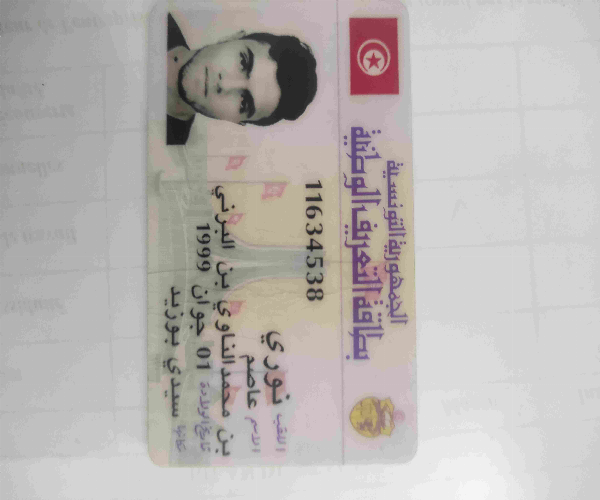 الجمهورية التونسية
بطاقة التعريف الوطنية
11634538
اللقب نوري
الاسم عاصم
بن محمد الناوي بن البرني
تاريخ الولادة 01 جوان 1999
مكانها سيدي بوزيد